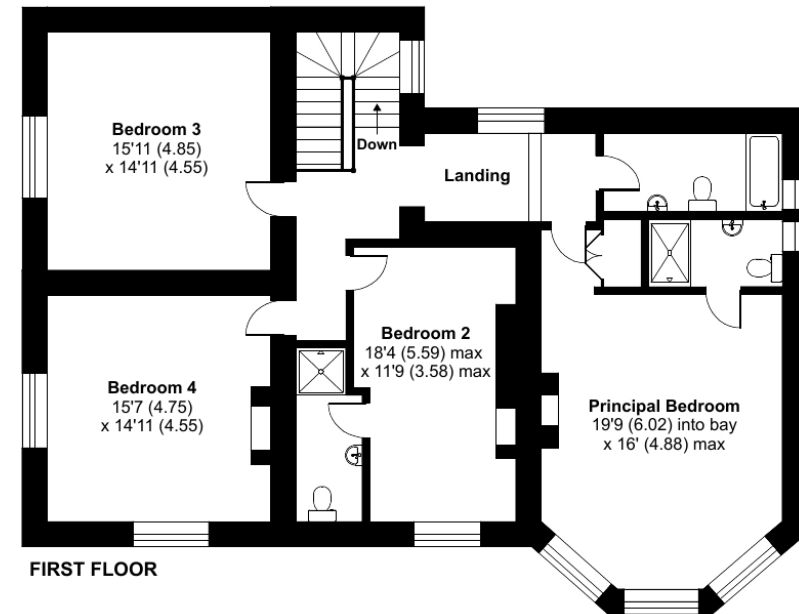 Bedroom 3
15'11 (4.85)
x 14'11 (4.55)
Down
Landing
Bedroom 2
18'4 (5.59) max
x 11'9 (3.58) max
Bedroom 4
15'7 (4.75)
x 14'11 (4.55)
Principal Bedroom
19'9 (6.02) into bay
x 16' (4.88) max
FIRST FLOOR